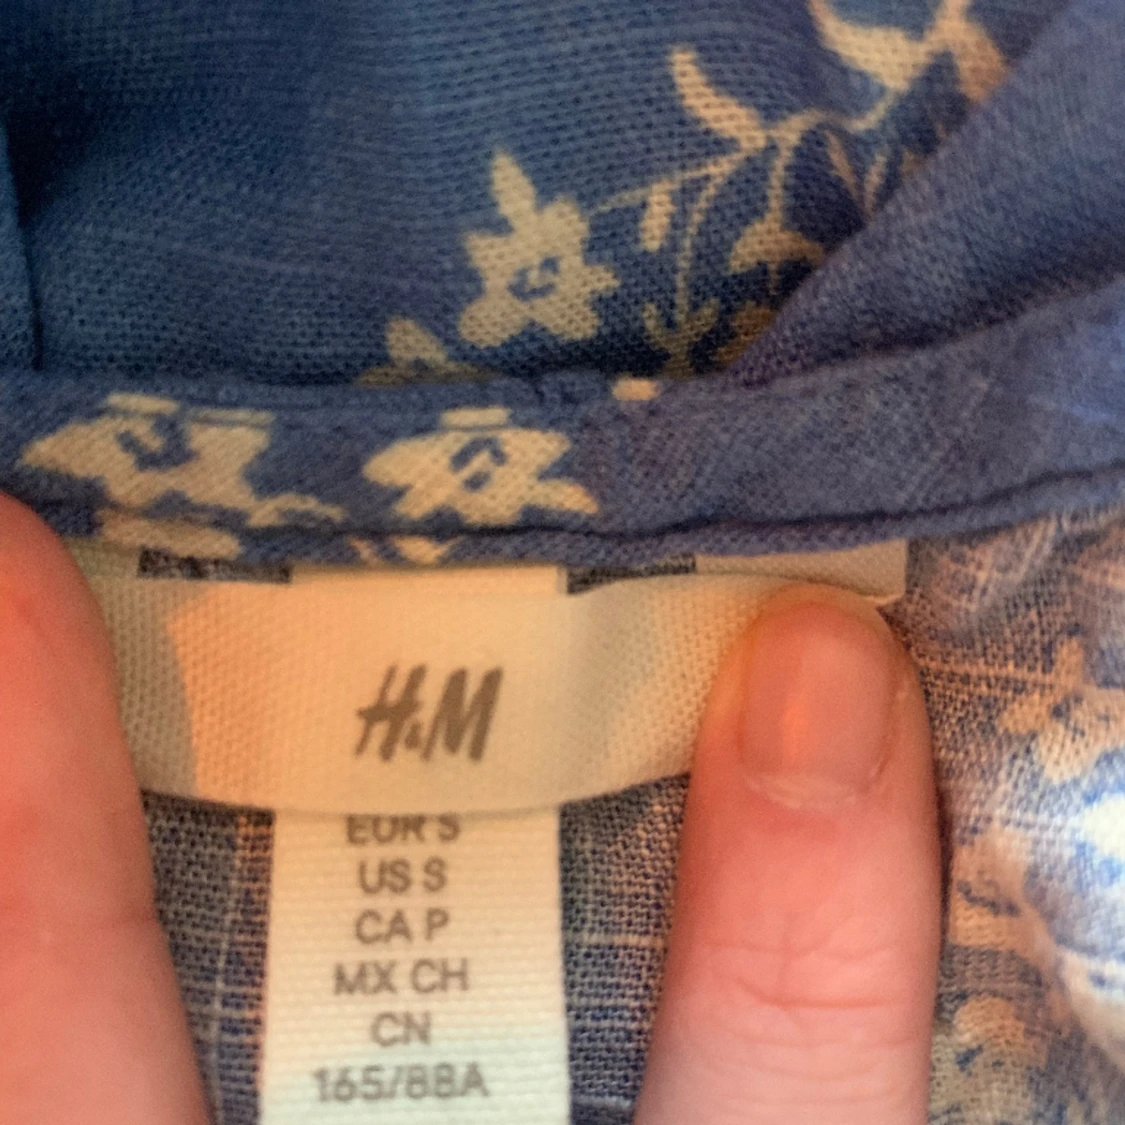 H&M
EUR S
US S
CA P
MX CH
CN
165/88A